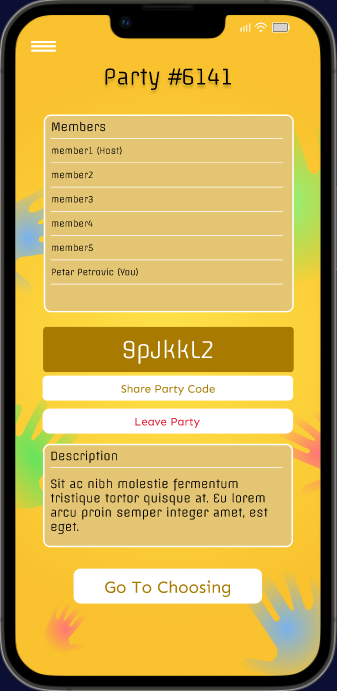 Party #6141
Members
member1 (Host)
member2
member3
member4
member5
Petar Petrovic (You)
9pJkkL2
Share Party Code
Leave Party
Description
Sit ac nibh molestie fermentum
tristique tortor quisque at. Eu lorem
arcu proin semper integer amet, est
eget.
Go To Choosing